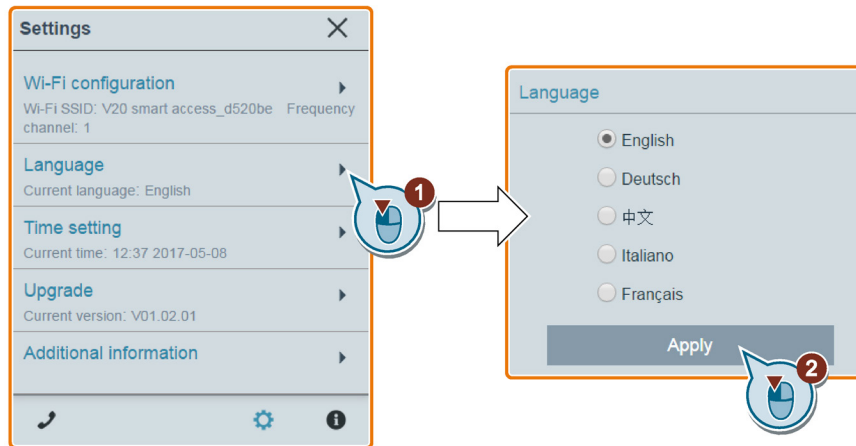 Settings
Wi-Fi configuration
Wi-Fi SSID: V20 smart access_d520be Frequency
channel: 1
Language
Current language: English
Time setting
Current time: 12:37 2017-05-08
Upgrade
Current version: V01.02.01
Additional information
1
Language
English
Deutsch
中文
Italiano
Français
Apply
2